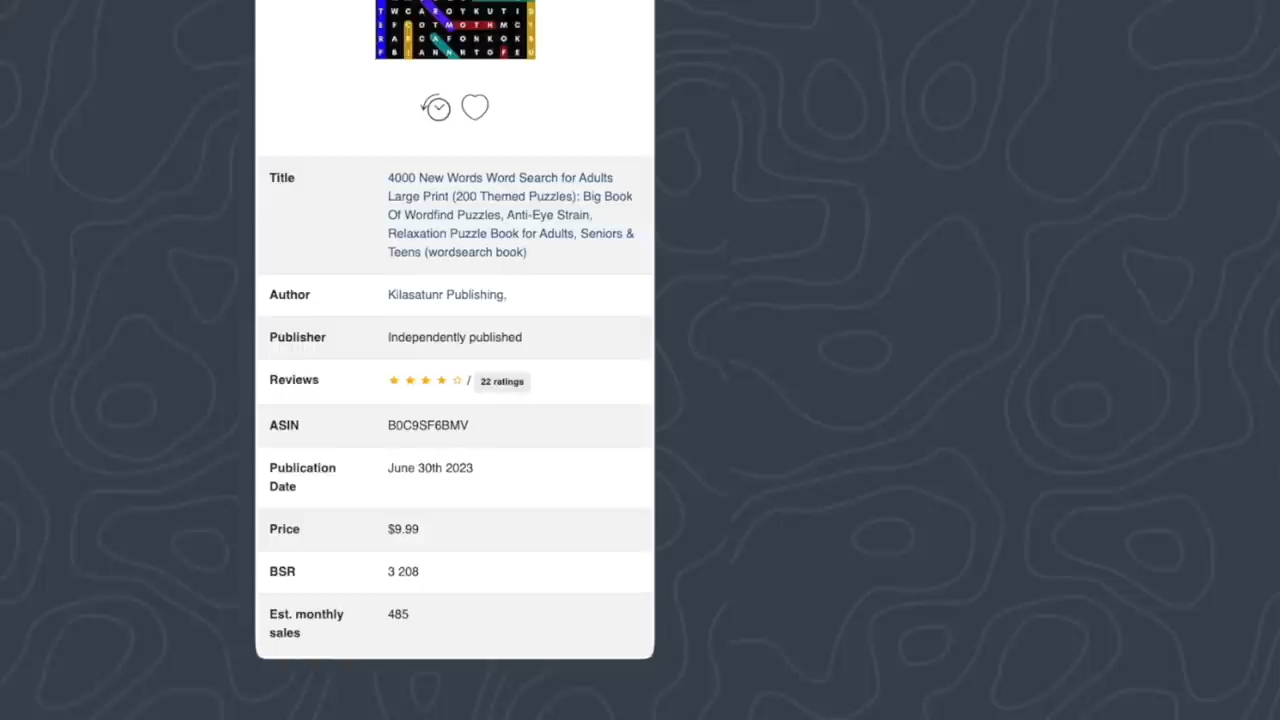 T W C A R O T K U T I D
E F C O T M O T H M C I
R A R C A F O N K O K S
F B I A N N R T O F E U
Title
4000 New Words Word Search for Adults
Large Print (200 Themed Puzzles): Big Book
Of Wordfind Puzzles, Anti-Eye Strain,
Relaxation Puzzle Book for Adults, Seniors &
Teens (wordsearch book)
Author
Kilasatunr Publishing,
Publisher
Independently published
Reviews
/ 22 ratings
ASIN
B0C9SF6BMV
Publication
Date
June 30th 2023
Price
$9.99
BSR
3 208
Est. monthly
sales
485